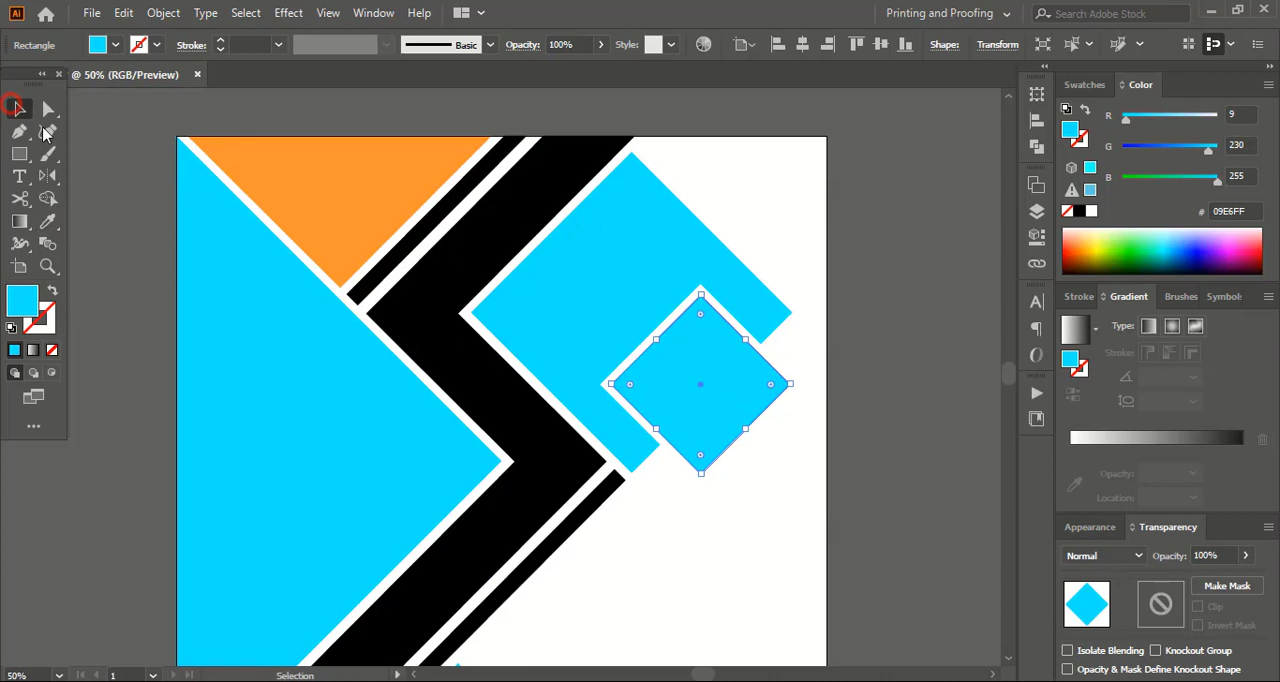 File Edit Object Type Select Effect View Window Help Printing and Proofing Search Adobe Stock
Rectangle Stroke: Basic Opacity: 100% Style: Shape: Transform
@ 50% (RGB/Preview)
Swatches Color
R 9
G 230
B 255
# 09E6FF
Stroke Gradient Brushes Symbol:
Type:
Stroke:
Opacity:
Location:
Appearance Transparency
Normal Opacity: 100%
Make Mask
Clip
Invert Mask
Isolate Blending Knockout Group
Opacity & Mask Define Knockout Shape
50% 1 Selection